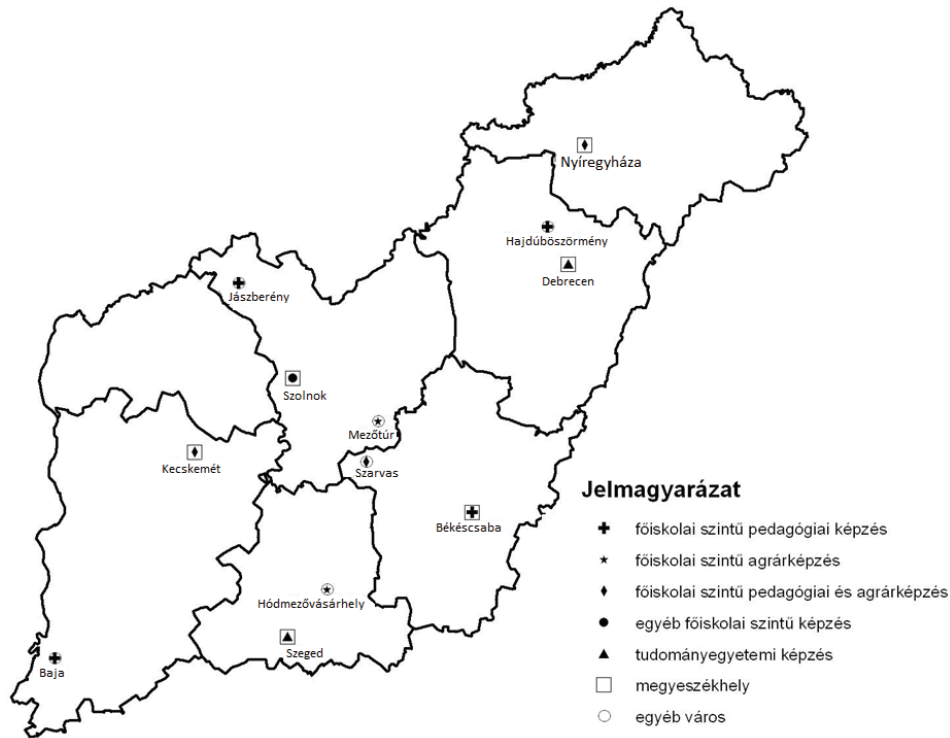 Nyíregyháza
Hajdúböszörmény
Debrecen
Jászberény
Szolnok
Mezőtúr
Kecskemét
Szarvas
Békéscsaba
Hódmezővásárhely
Szeged
Baja
Jelmagyarázat
főiskolai szintű pedagógiai képzés
főiskolai szintű agrárképzés
főiskolai szintű pedagógiai és agrárképzés
egyéb főiskolai szintű képzés
tudományegyetemi képzés
megyeszékhely
egyéb város